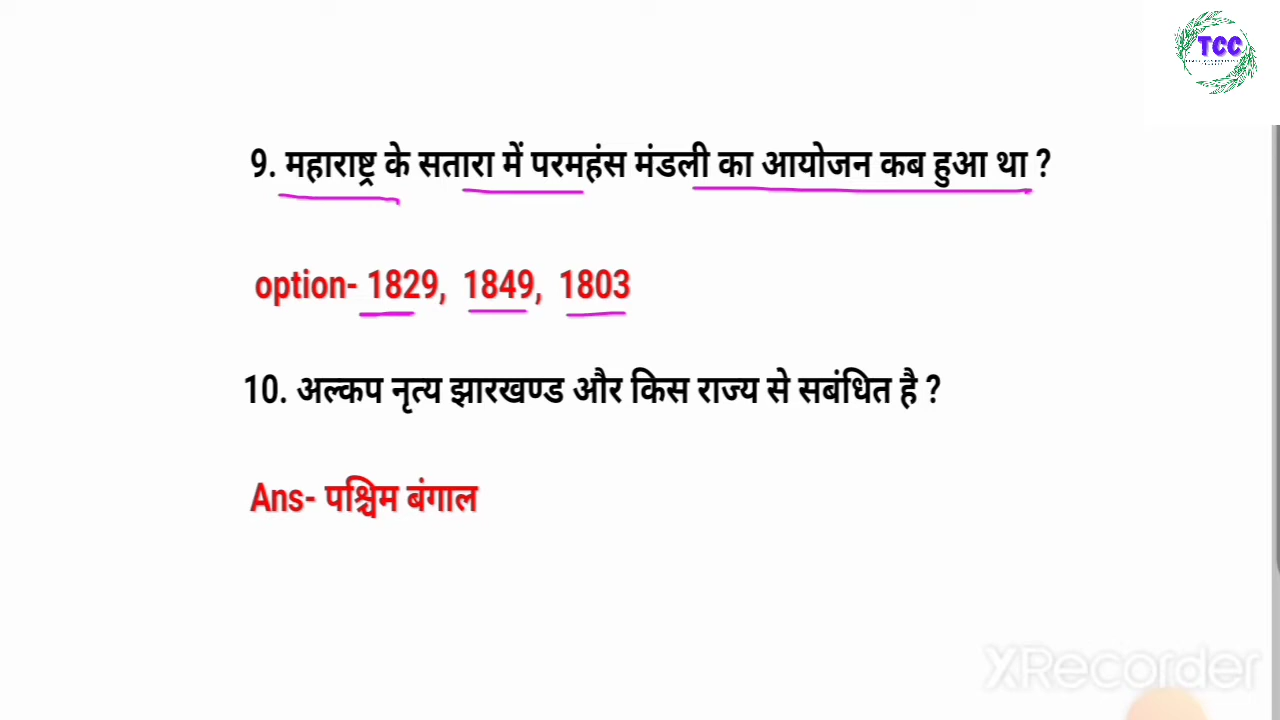 TCC
9. महाराष्ट्र के सतारा में परमहंस मंडली का आयोजन कब हुआ था ?
option- 1829, 1849, 1803
10. अल्कप नृत्य झारखण्ड और किस राज्य से सबंधित है ?
Ans- पश्चिम बंगाल
XRecorder